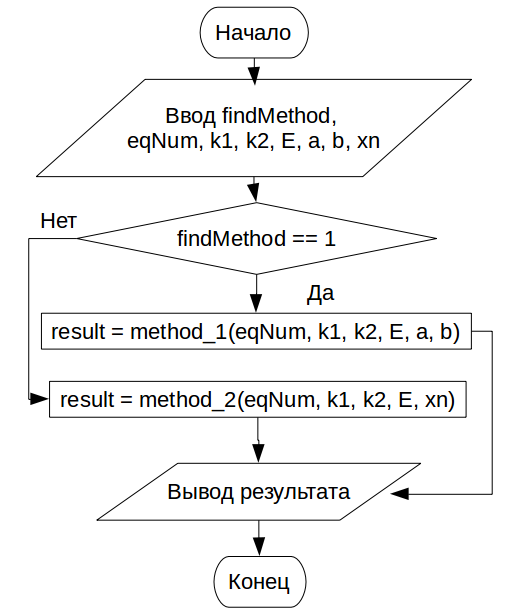 Начало
Ввод findMethod,
eqNum, k1, k2, E, a, b, xn
Нет
findMethod == 1
Да
result = method_1(eqNum, k1, k2, E, a, b)
result = method_2(eqNum, k1, k2, E, xn)
Вывод результата
Конец